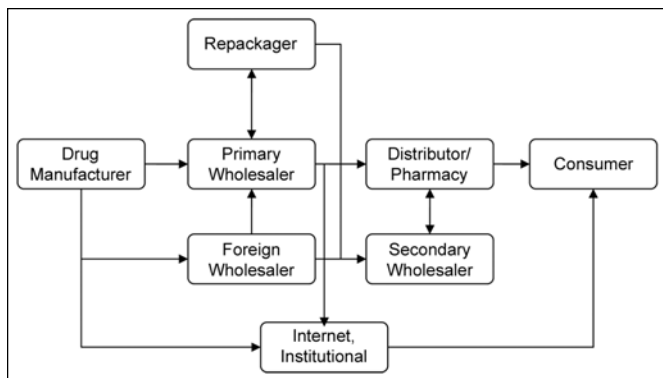 Repackager
Drug
Manufacturer
Primary
Wholesaler
Distributor/
Pharmacy
Consumer
Foreign
Wholesaler
Secondary
Wholesaler
Internet,
Institutional